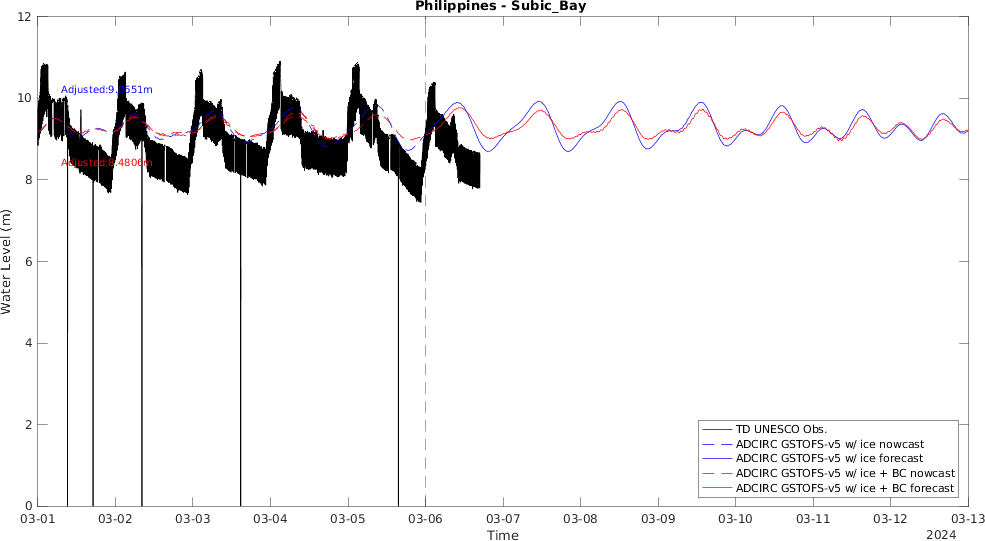 Philippines - Subic_Bay
12
10
8
6
4
2
0
Water Level (m)
03-01
03-02
03-03
03-04
03-05
03-06
03-07
03-08
03-09
03-10
03-11
03-12
03-13
2024
Time
TD UNESCO Obs.
ADCIRC GSTOFS-v5 w/ ice nowcast
ADCIRC GSTOFS-v5 w/ ice forecast
ADCIRC GSTOFS-v5 w/ ice + BC nowcast
ADCIRC GSTOFS-v5 w/ ice + BC forecast